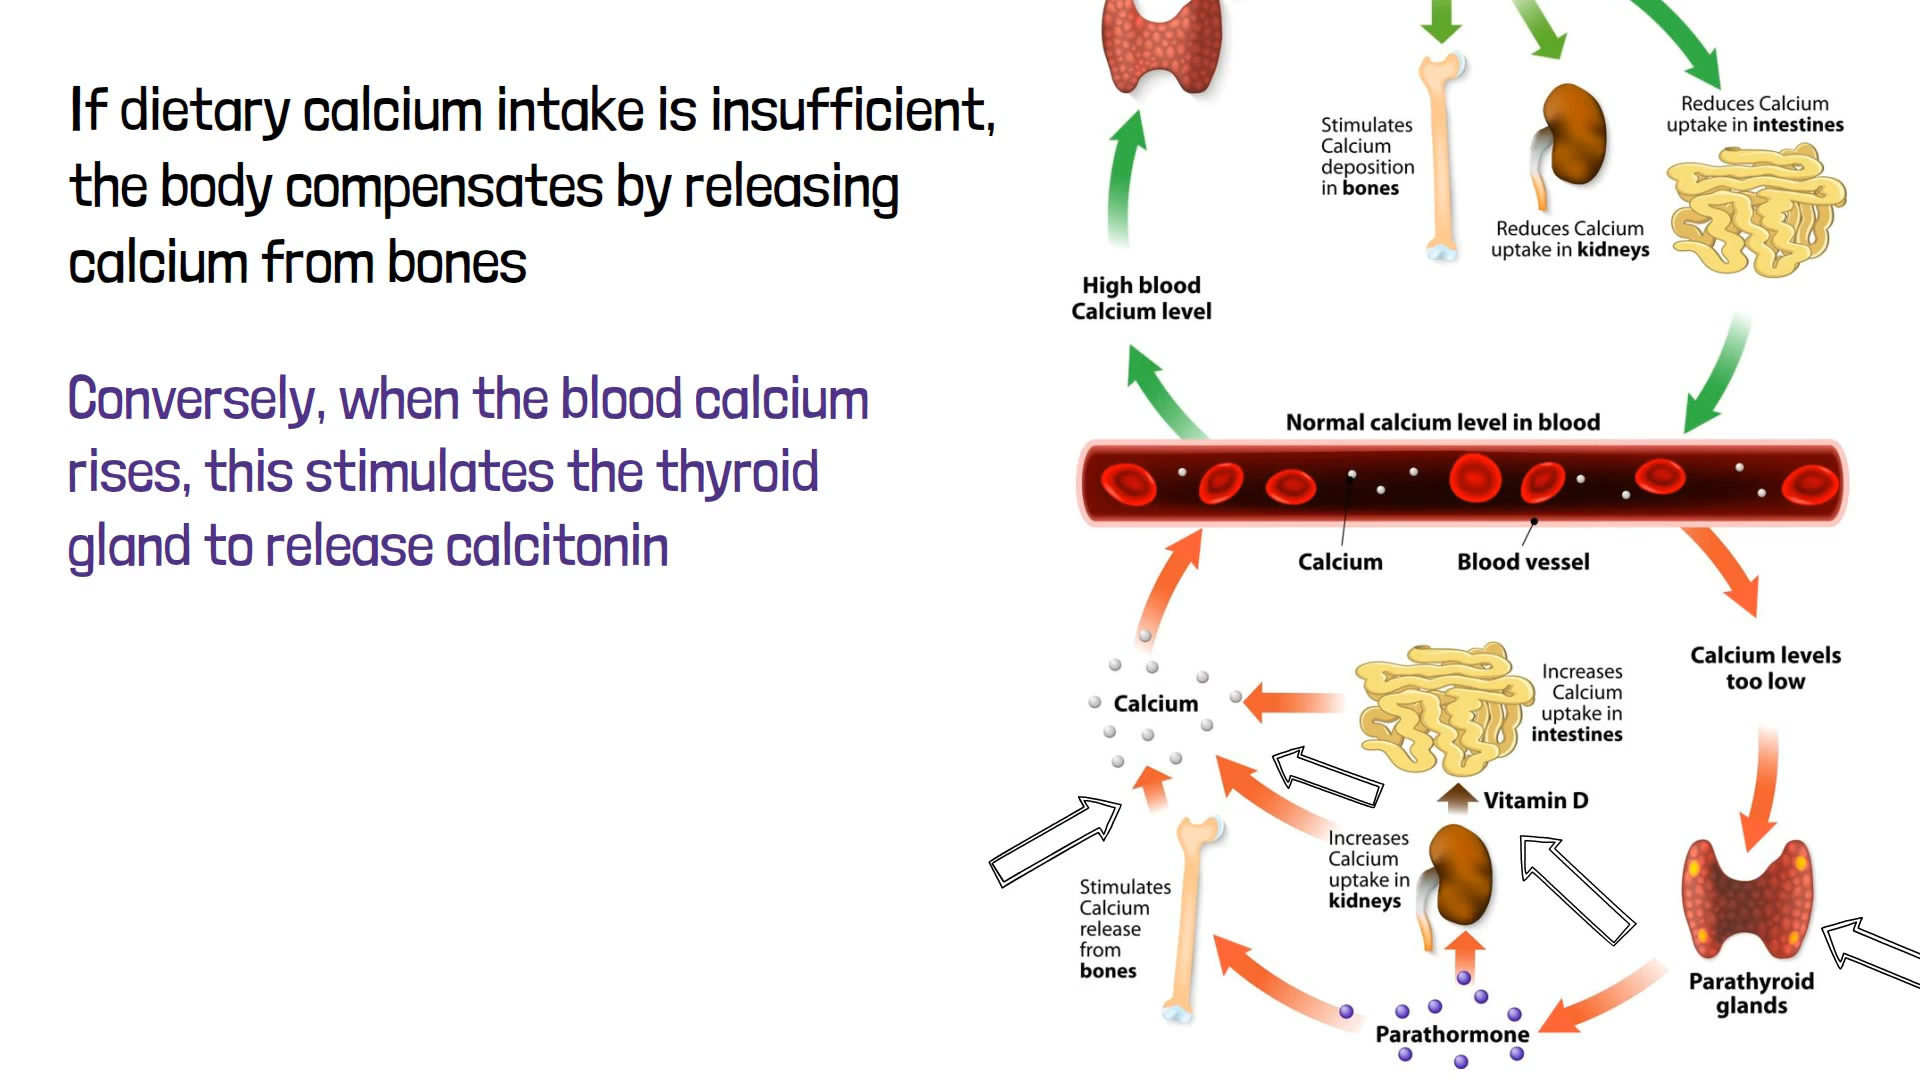 If dietary calcium intake is insufficient,
the body compensates by releasing
calcium from bones
Conversely, when the blood calcium
rises, this stimulates the thyroid
gland to release calcitonin
Stimulates
Calcium
deposition
in bones
Reduces Calcium
uptake in kidneys
Reduces Calcium
uptake in intestines
High blood
Calcium level
Normal calcium level in blood
Calcium
Blood vessel
Calcium levels
too low
Calcium
Increases
Calcium
uptake in
intestines
Vitamin D
Increases
Calcium
uptake in
kidneys
Stimulates
Calcium
release
from
bones
Parathyroid
glands
Parathormone